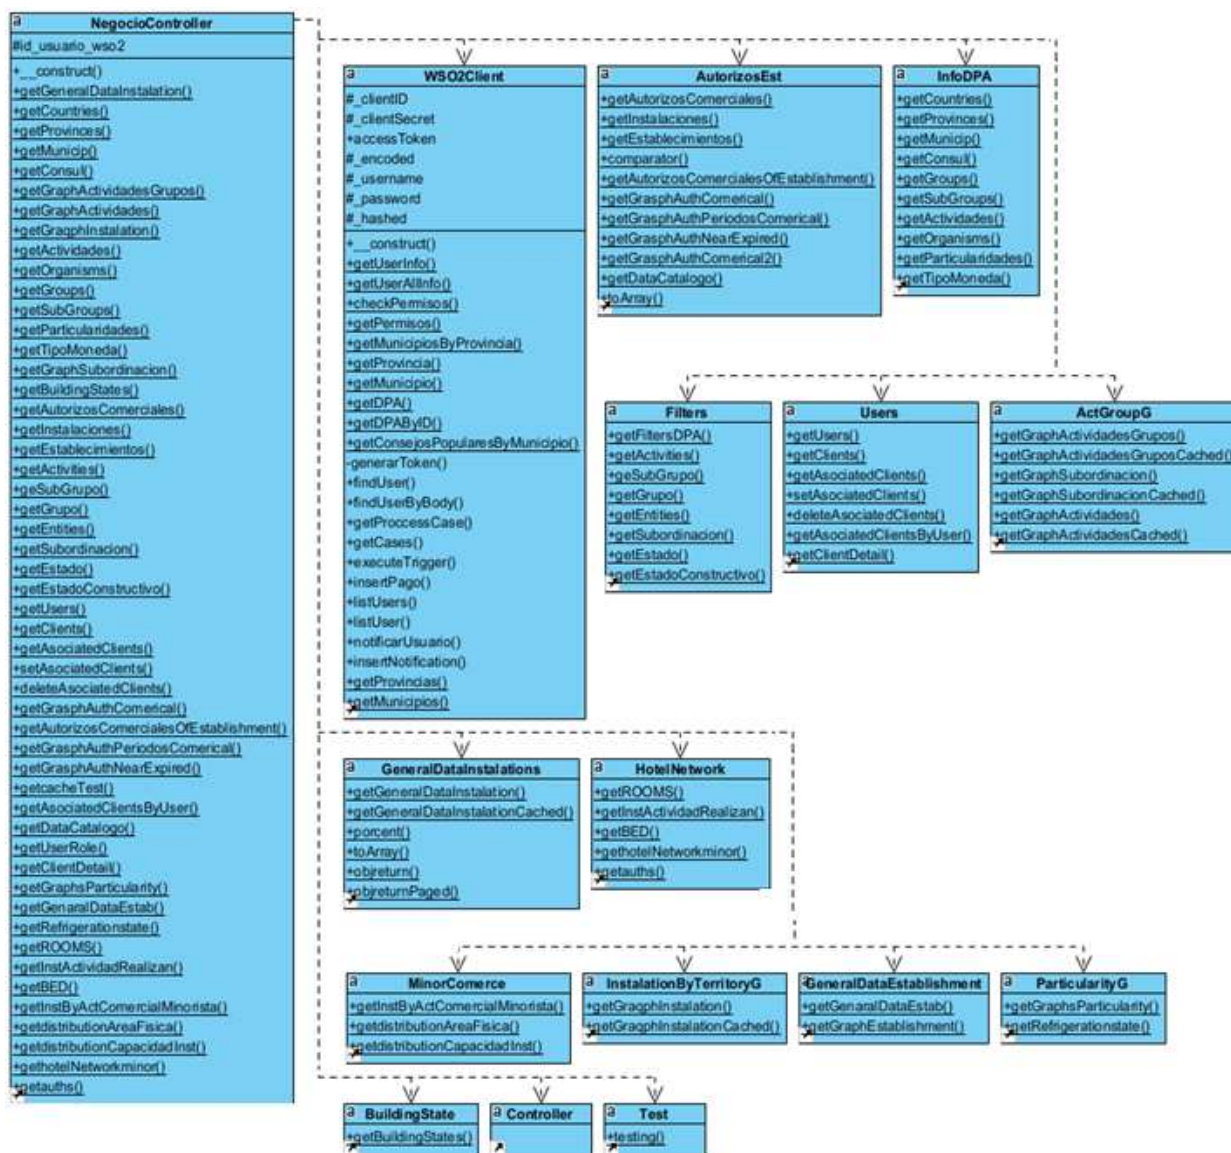 NegocioController
#id_usuario_wso2
+__construct()
+getGeneralDataInstalation()
+getCountries()
+getProvinces()
+getMunicip()
+getConsul()
+getGraphActividadesGrupos()
+getGraphActividades()
+getGraqphInstalation()
+getActividades()
+getOrganisms()
+getGroups()
+getSubGroups()
+getParticularidades()
+getTipoMoneda()
+getGraphSubordinacion()
+getBuildingStates()
+getAutorizosComerciales()
+getInstalaciones()
+getEstablecimientos()
+getActivities()
+geSubGrupo()
+getGrupo()
+getEntities()
+getSubordinacion()
+getEstado()
+getEstadoConstructivo()
+getUsers()
+getClients()
+getAsociatedClients()
+setAsociatedClients()
+deleteAsociatedClients()
+getGrasphAuthComerical()
+getAutorizosComercialesOfEstablishment()
+getGrasphAuthPeriodosComerical()
+getGrasphAuthNearExpired()
+getcacheTest()
+getAsociatedClientsByUser()
+getDataCatalogo()
+getUserRole()
+getClientDetail()
+getGraphsParticularity()
+getGenaralDataEstab()
+getRefrigerationstate()
+getROOMS()
+getInstActividadRealizan()
+getBED()
+getInstByActComercialMinorista()
+getdistributionAreaFisica()
+getdistributionCapacidadInst()
+gethotelNetworkminor()
+getauths()
WSO2Client
#_clientID
#_clientSecret
+accessToken
#_encoded
#_username
#_password
#_hashed
+__construct()
+getUserInfo()
+getUserAllInfo()
+checkPermisos()
+getPermisos()
+getMunicipiosByProvincia()
+getProvincia()
+getMunicipio()
+getDPA()
+getDPAByID()
+getConsejosPopularesByMunicipio()
-generarToken()
+findUser()
+findUserByBody()
+getProccessCase()
+getCases()
+executeTrigger()
+insertPago()
+listUsers()
+listUser()
+notificarUsuario()
+insertNotification()
+getProvincias()
+getMunicipios()
AutorizosEst
+getAutorizosComerciales()
+getInstalaciones()
+getEstablecimientos()
+comparator()
+getAutorizosComercialesOfEstablishment()
+getGrasphAuthComerical()
+getGrasphAuthPeriodosComerical()
+getGrasphAuthNearExpired()
+getGrasphAuthComerical2()
+getDataCatalogo()
+toArray()
InfoDPA
+getCountries()
+getProvinces()
+getMunicip()
+getConsul()
+getGroups()
+getSubGroups()
+getActividades()
+getOrganisms()
+getParticularidades()
+getTipoMoneda()
Filters
+getFiltersDPA()
+getActivities()
+geSubGrupo()
+getGrupo()
+getEntities()
+getSubordinacion()
+getEstado()
+getEstadoConstructivo()
Users
+getUsers()
+getClients()
+getAsociatedClients()
+setAsociatedClients()
+deleteAsociatedClients()
+getAsociatedClientsByUser()
+getClientDetail()
ActGroupG
+getGraphActividadesGrupos()
+getGraphActividadesGruposCached()
+getGraphSubordinacion()
+getGraphSubordinacionCached()
+getGraphActividades()
+getGraphActividadesCached()
GeneralDataInstalations
+getGeneralDataInstalation()
+getGeneralDataInstalationCached()
+porcent()
+toArray()
+objreturn()
+objreturnPaged()
HotelNetwork
+getROOMS()
+getInstActividadRealizan()
+getBED()
+gethotelNetworkminor()
+getauths()
MinorComerce
+getInstByActComercialMinorista()
+getdistributionAreaFisica()
+getdistributionCapacidadInst()
InstalationByTerritoryG
+getGraqphInstalation()
+getGraqphInstalationCached()
GeneralDataEstablishment
+getGenaralDataEstab()
+getGraphEstablishment()
ParticularityG
+getGraphsParticularity()
+getRefrigerationstate()
BuildingState
+getBuildingStates()
Controller
Test
+testing()